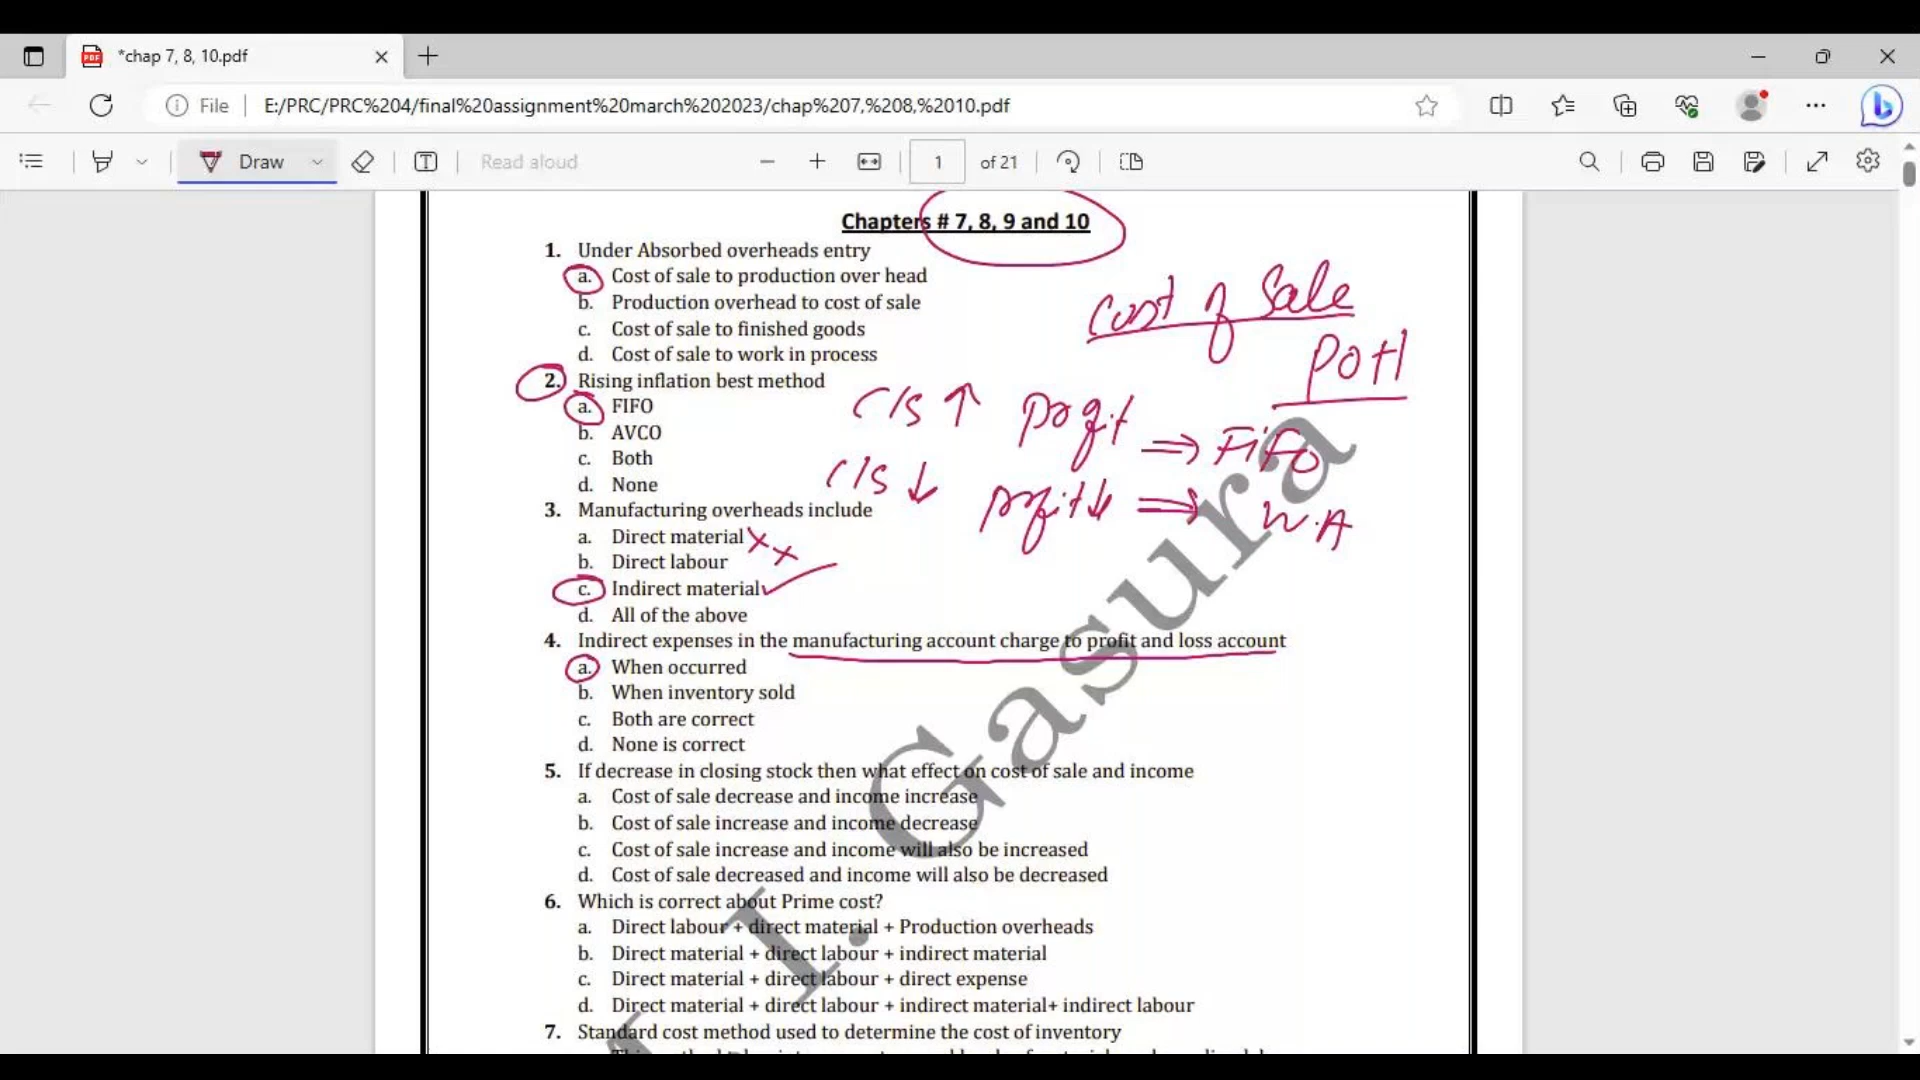 *chap 7, 8, 10.pdf
File
E:/PRC/PRC%204/final%20assignment%20march%202023/chap%207,%208,%2010.pdf
Draw
Read aloud
1
of 21
Chapters # 7, 8, 9 and 10
1. Under Absorbed overheads entry
a. Cost of sale to production over head
b. Production overhead to cost of sale
c. Cost of sale to finished goods
d. Cost of sale to work in process
Cost of Sale
POH
2. Rising inflation best method
a. FIFO
b. AVCO
c. Both
d. None
C/S ↑ profit ⇒ FiFo
C/S ↓ profit↓ ⇒ W.A
3. Manufacturing overheads include
a. Direct material
b. Direct labour
c. Indirect material
d. All of the above
4. Indirect expenses in the manufacturing account charge to profit and loss account
a. When occurred
b. When inventory sold
c. Both are correct
d. None is correct
5. If decrease in closing stock then what effect on cost of sale and income
a. Cost of sale decrease and income increase
b. Cost of sale increase and income decrease
c. Cost of sale increase and income will also be increased
d. Cost of sale decreased and income will also be decreased
6. Which is correct about Prime cost?
a. Direct labour + direct material + Production overheads
b. Direct material + direct labour + indirect material
c. Direct material + direct labour + direct expense
d. Direct material + direct labour + indirect material+ indirect labour
7. Standard cost method used to determine the cost of inventory
I. Gasura